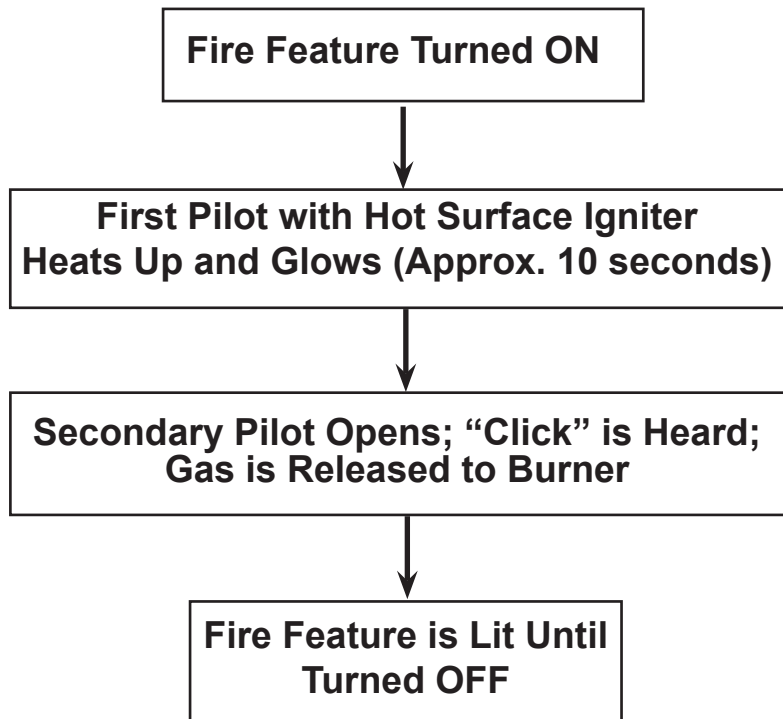 Fire Feature Turned ON
First Pilot with Hot Surface Igniter
Heats Up and Glows (Approx. 10 seconds)
Secondary Pilot Opens; “Click” is Heard;
Gas is Released to Burner
Fire Feature is Lit Until
Turned OFF